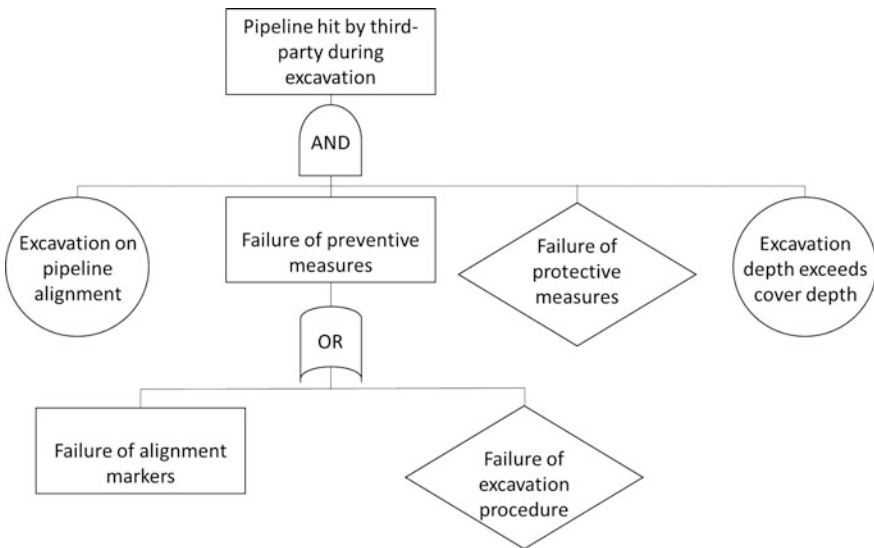 Pipeline hit by third-
party during
excavation
AND
Excavation on
pipeline
alignment
Failure of preventive
measures
Failure of
protective
measures
Excavation
depth exceeds
cover depth
OR
Failure of alignment
markers
Failure of
excavation
procedure